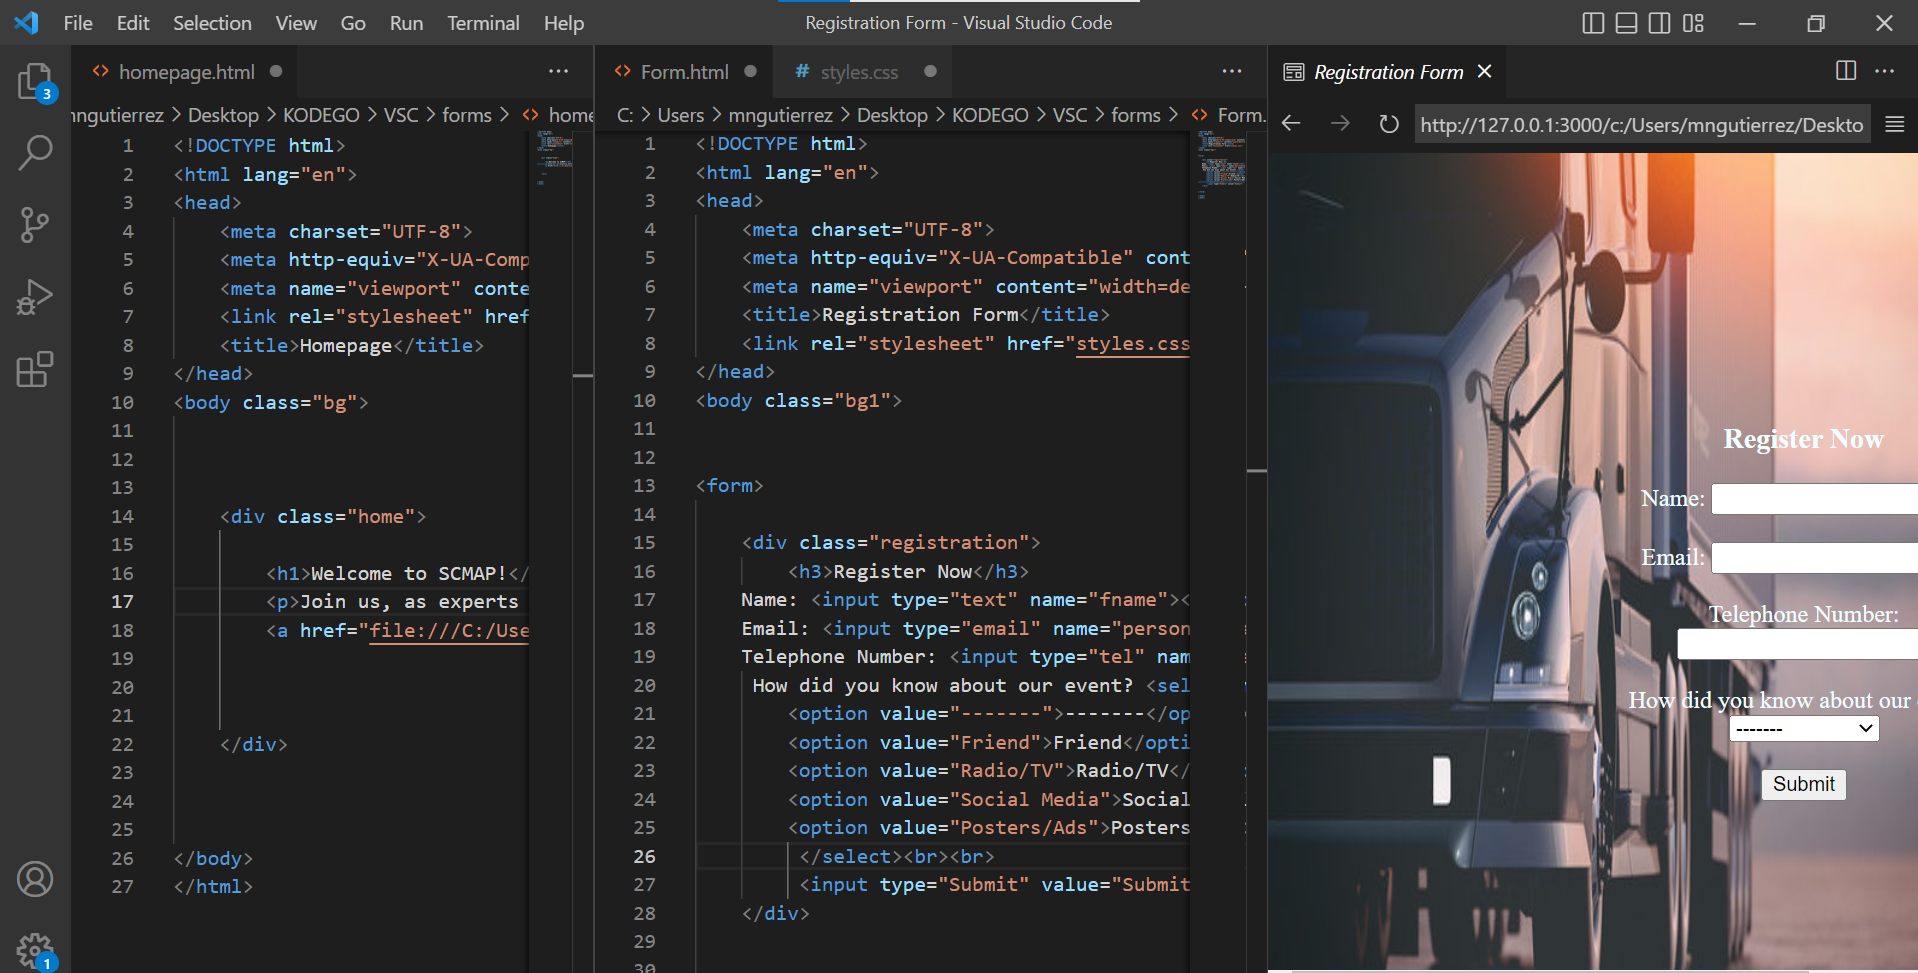 File Edit Selection View Go Run Terminal Help
Registration Form - Visual Studio Code
3
1
homepage.html
mngutierrez > Desktop > KODEGO > VSC > forms > <> home
1 <!DOCTYPE html>
2 <html lang="en">
3 <head>
4 <meta charset="UTF-8">
5 <meta http-equiv="X-UA-Comp
6 <meta name="viewport" conte
7 <link rel="stylesheet" href
8 <title>Homepage</title>
9 </head>
10 <body class="bg">
11
12
13
14 <div class="home">
15
16 <h1>Welcome to SCMAP!</
17 <p>Join us, as experts
18 <a href="file:///C:/Use
19
20
21
22 </div>
23
24
25
26 </body>
27 </html>
<> Form.html
# styles.css
C: > Users > mngutierrez > Desktop > KODEGO > VSC > forms > <> Form.
1 <!DOCTYPE html>
2 <html lang="en">
3 <head>
4 <meta charset="UTF-8">
5 <meta http-equiv="X-UA-Compatible" cont
6 <meta name="viewport" content="width=de
7 <title>Registration Form</title>
8 <link rel="stylesheet" href="styles.css
9 </head>
10 <body class="bg1">
11
12
13 <form>
14
15 <div class="registration">
16 <h3>Register Now</h3>
17 Name: <input type="text" name="fname"><
18 Email: <input type="email" name="person
19 Telephone Number: <input type="tel" nam
20 How did you know about our event? <sel
21 <option value="-------">-------</op
22 <option value="Friend">Friend</opti
23 <option value="Radio/TV">Radio/TV</
24 <option value="Social Media">Social
25 <option value="Posters/Ads">Posters
26 </select><br><br>
27 <input type="Submit" value="Submit
28 </div>
29
30
Registration Form
http://127.0.0.1:3000/c:/Users/mngutierrez/Deskto
Register Now
Name:
Email:
Telephone Number:
How did you know about our
-------
Submit